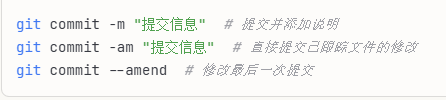 git commit -m "提交信息"  # 提交并添加说明
git commit -am "提交信息"  # 直接提交已跟踪文件的修改
git commit --amend  # 修改最后一次提交